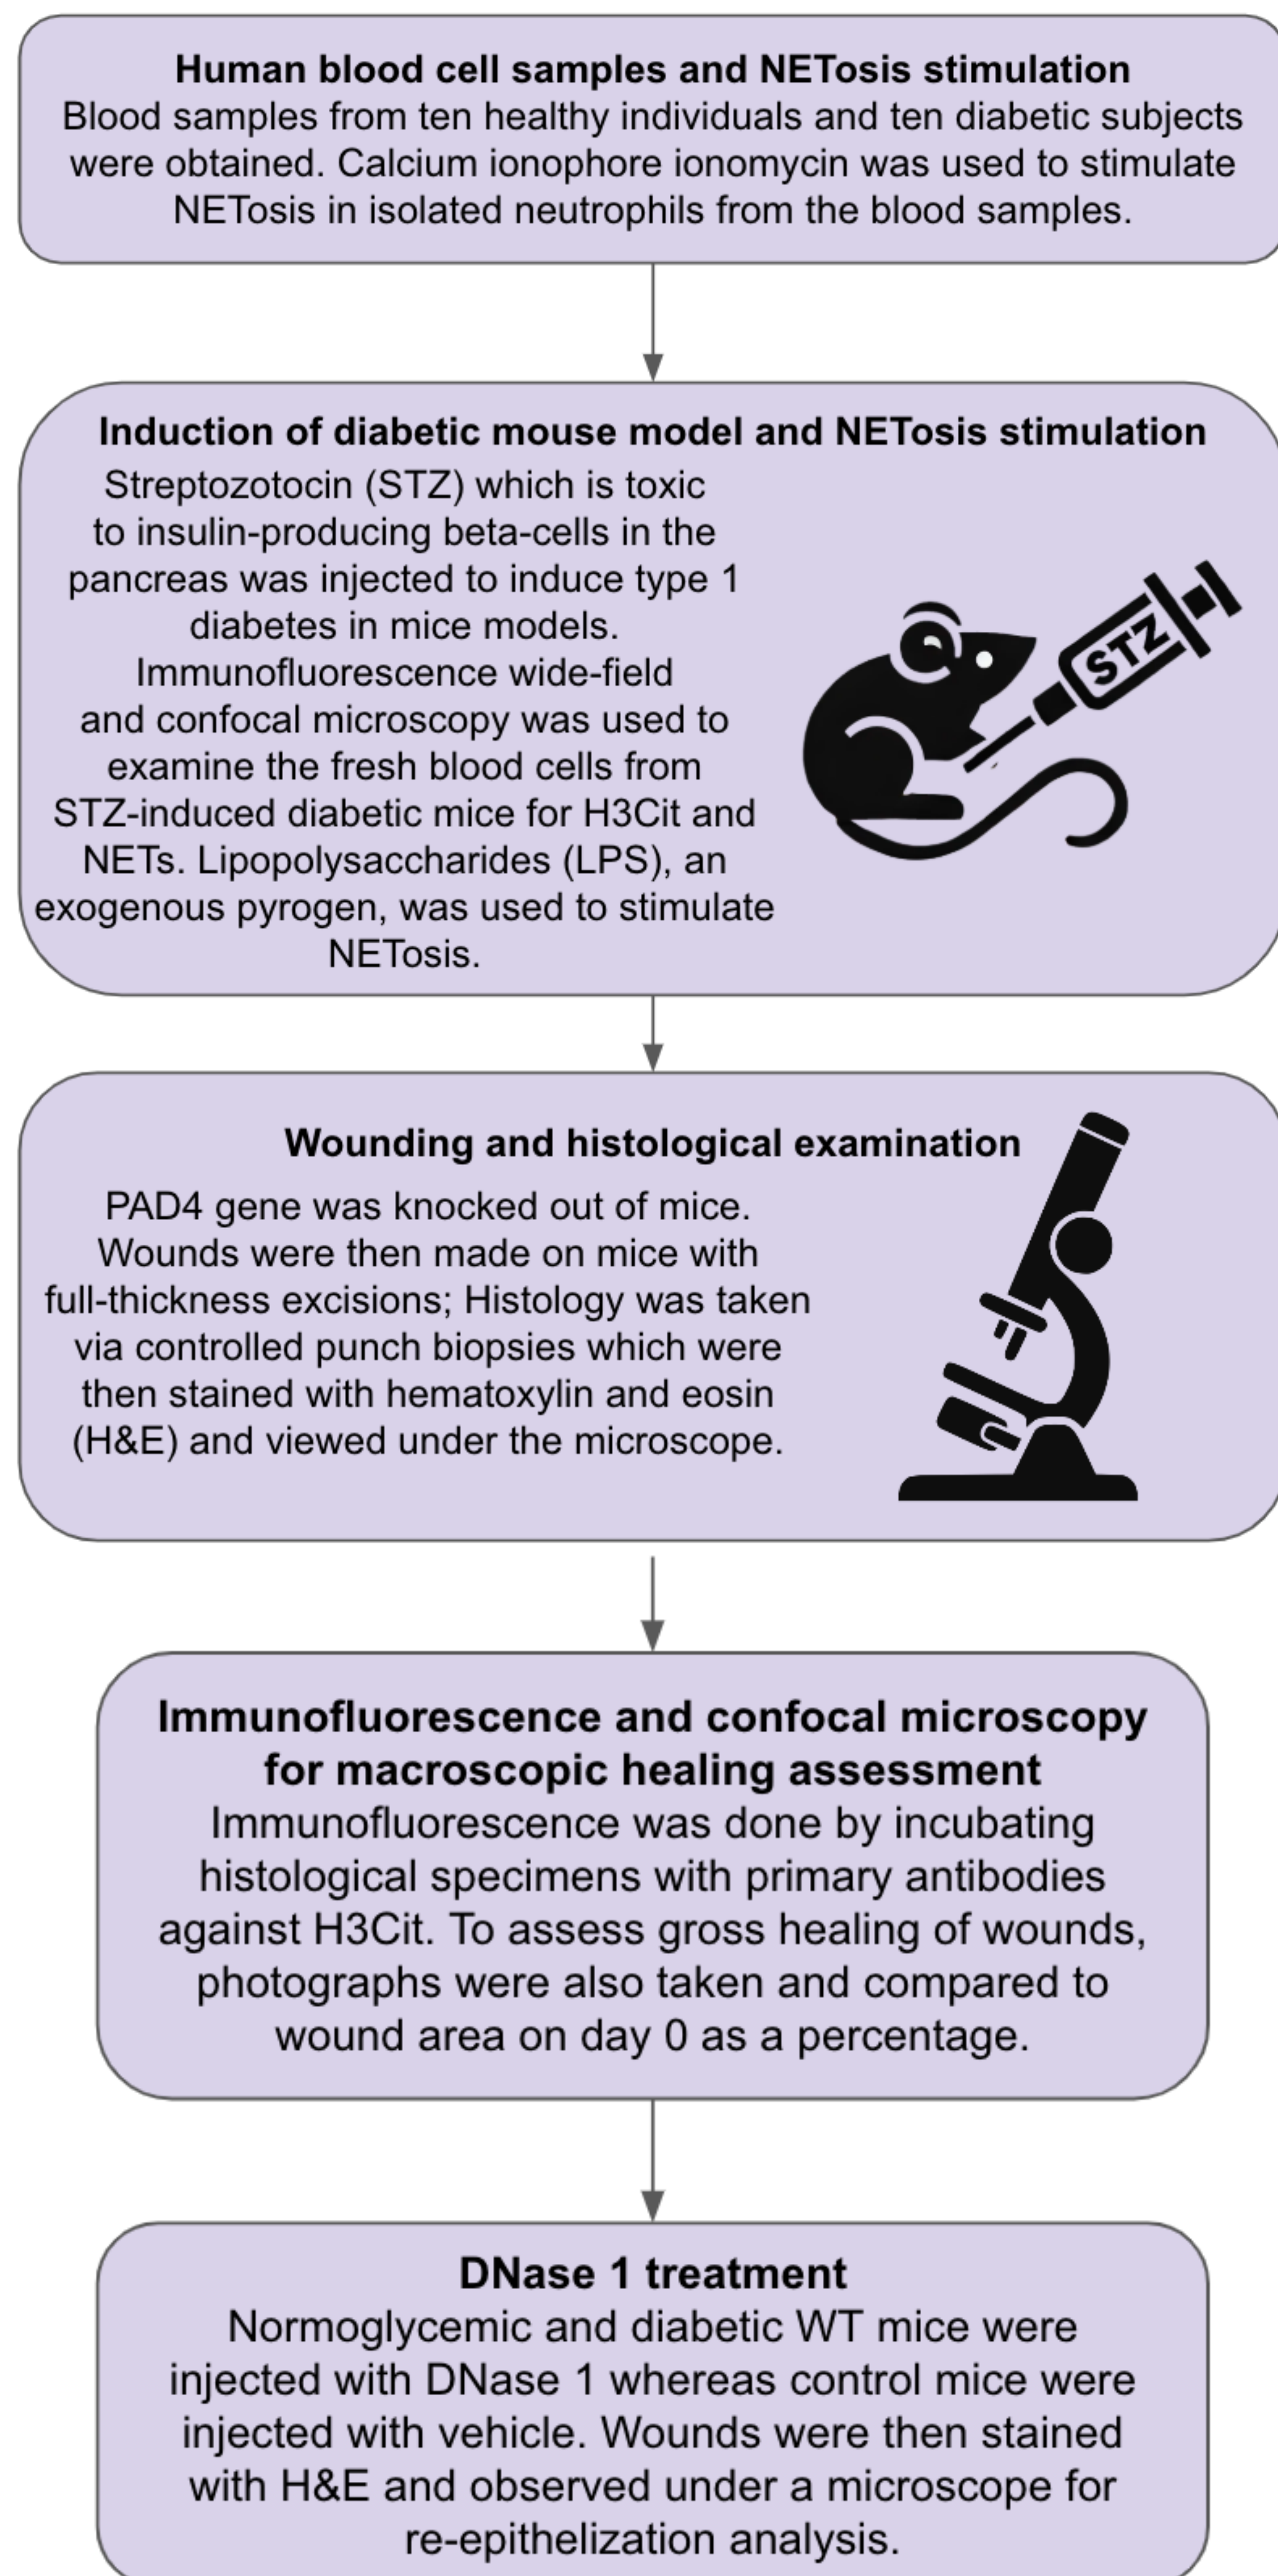 Human blood cell samples and NETosis stimulation
Blood samples from ten healthy individuals and ten diabetic subjects
were obtained. Calcium ionophore ionomycin was used to stimulate
NETosis in isolated neutrophils from the blood samples.
Induction of diabetic mouse model and NETosis stimulation
Streptozotocin (STZ) which is toxic
to insulin-producing beta-cells in the
pancreas was injected to induce type 1
diabetes in mice models.
Immunofluorescence wide-field
and confocal microscopy was used to
examine the fresh blood cells from
STZ-induced diabetic mice for H3Cit and
NETs. Lipopolysaccharides (LPS), an
exogenous pyrogen, was used to stimulate
NETosis.
STZ
Wounding and histological examination
PAD4 gene was knocked out of mice.
Wounds were then made on mice with
full-thickness excisions; Histology was taken
via controlled punch biopsies which were
then stained with hematoxylin and eosin
(H&E) and viewed under the microscope.
Immunofluorescence and confocal microscopy
for macroscopic healing assessment
Immunofluorescence was done by incubating
histological specimens with primary antibodies
against H3Cit. To assess gross healing of wounds,
photographs were also taken and compared to
wound area on day 0 as a percentage.
DNase 1 treatment
Normoglycemic and diabetic WT mice were
injected with DNase 1 whereas control mice were
injected with vehicle. Wounds were then stained
with H&E and observed under a microscope for
re-epithelization analysis.